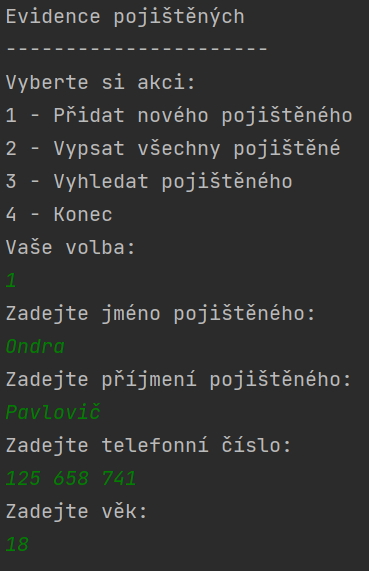 Evidence pojištěných
----------------------
Vyberte si akci:
1 - Přidat nového pojištěného
2 - Vypsat všechny pojištěné
3 - Vyhledat pojištěného
4 - Konec
Vaše volba:
1
Zadejte jméno pojištěného:
Ondra
Zadejte příjmení pojištěného:
Pavlovič
Zadejte telefonní číslo:
125 658 741
Zadejte věk:
18